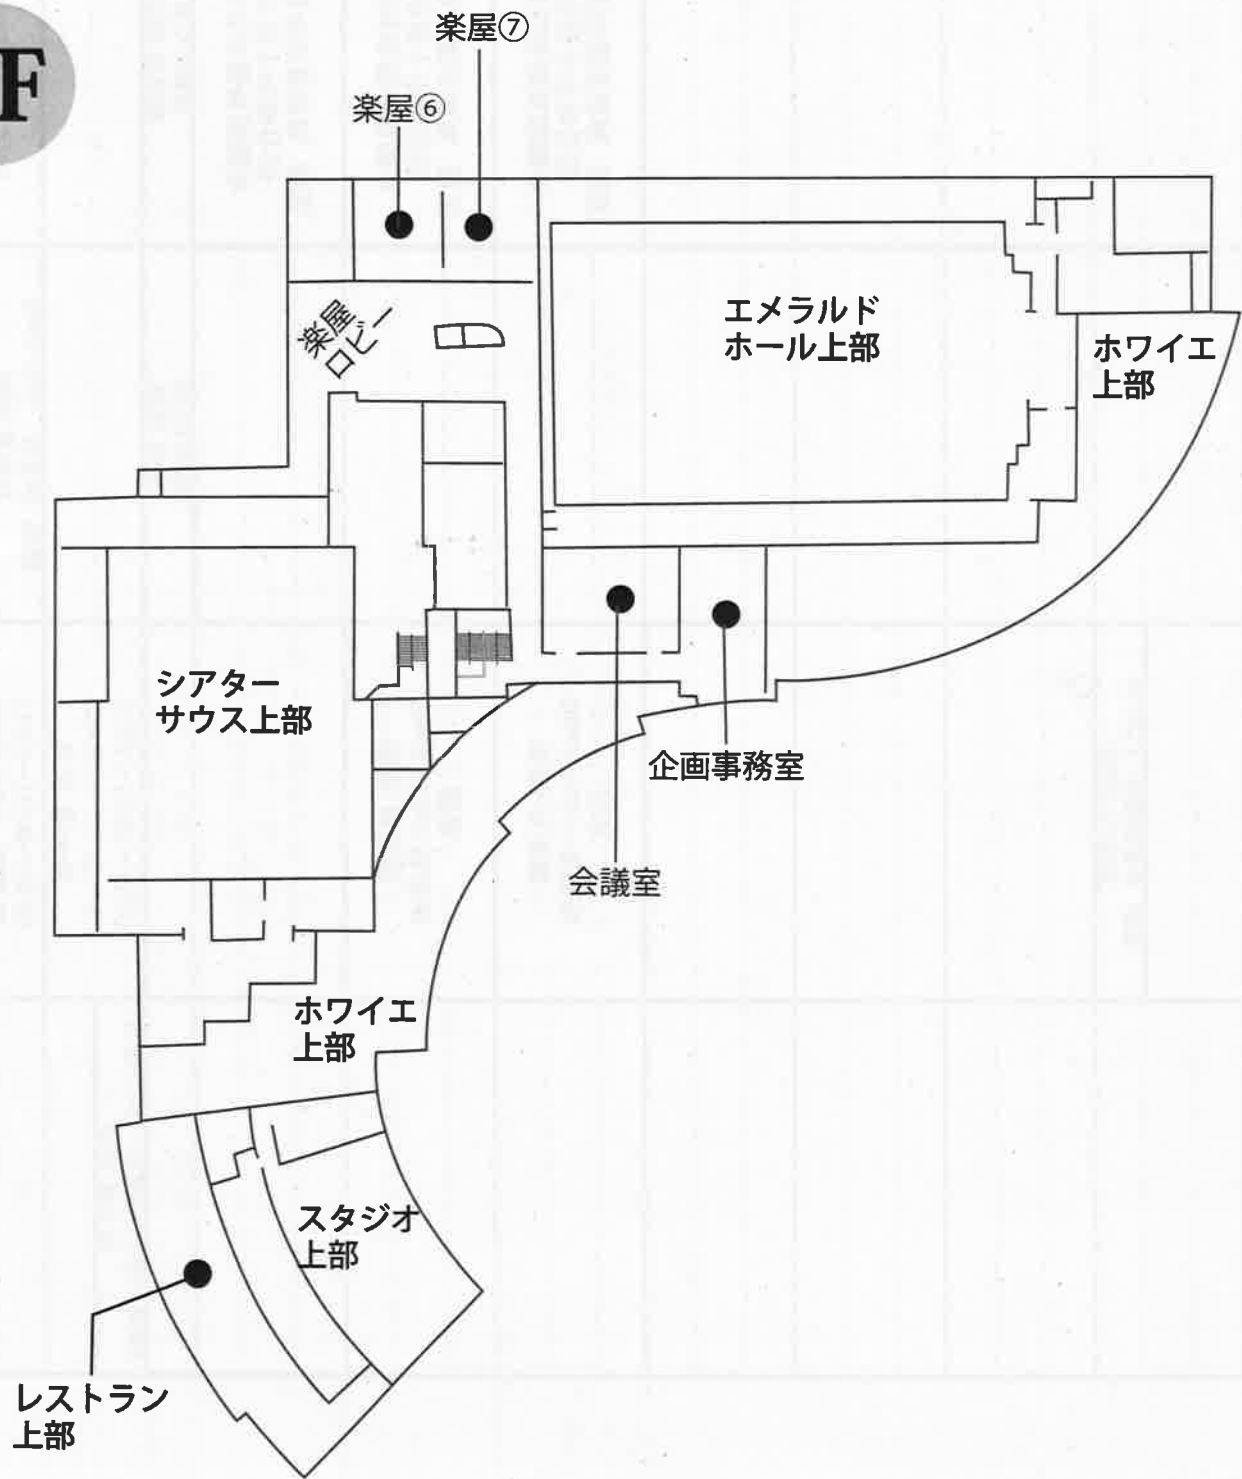 F
楽屋⑦
楽屋⑥
エメラルド
ホール上部
楽屋
ロビー
ホワイエ
上部
シアター
サウス上部
企画事務室
会議室
ホワイエ
上部
スタジオ
上部
レストラン
上部